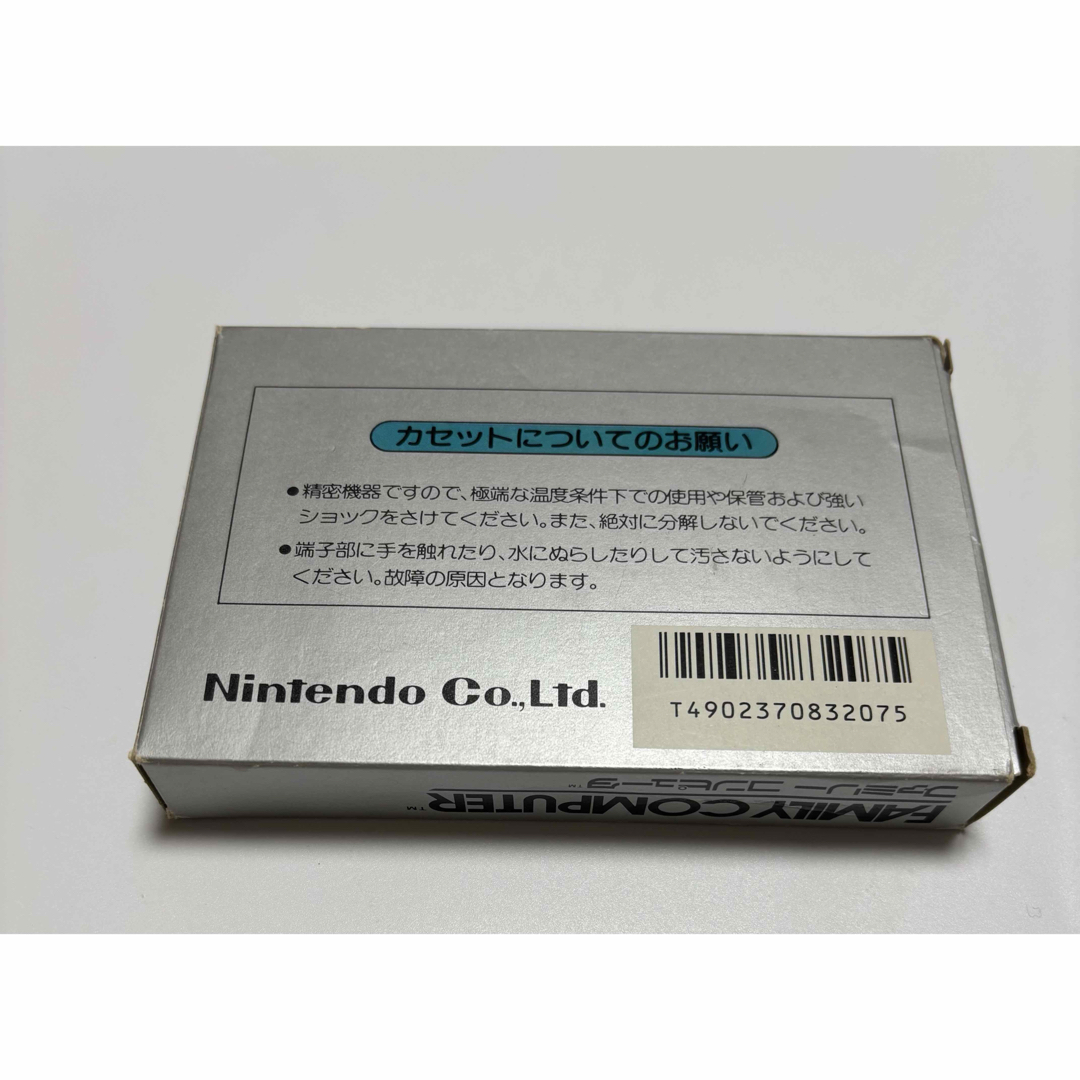 カセットについてのお願い
●精密機器ですので、極端な温度条件下での使用や保管および強い
ショックをさけてください。また、絶対に分解しないでください。
●端子部に手を触れたり、水にぬらしたりして汚さないようにして
ください。故障の原因となります。
Nintendo Co.,Ltd.
T4902370832075
ファミリー コンピュータ™
FAMILY COMPUTER™